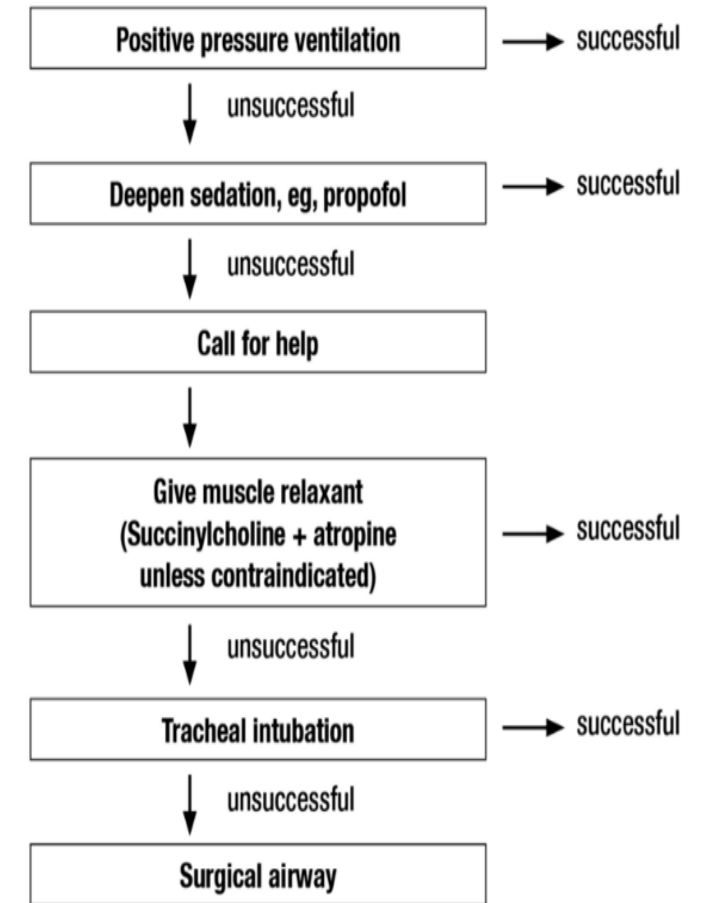 Positive pressure ventilation
successful
unsuccessful
Deepen sedation, eg, propofol
successful
unsuccessful
Call for help
Give muscle relaxant
(Succinylcholine + atropine
unless contraindicated)
successful
unsuccessful
Tracheal intubation
successful
unsuccessful
Surgical airway